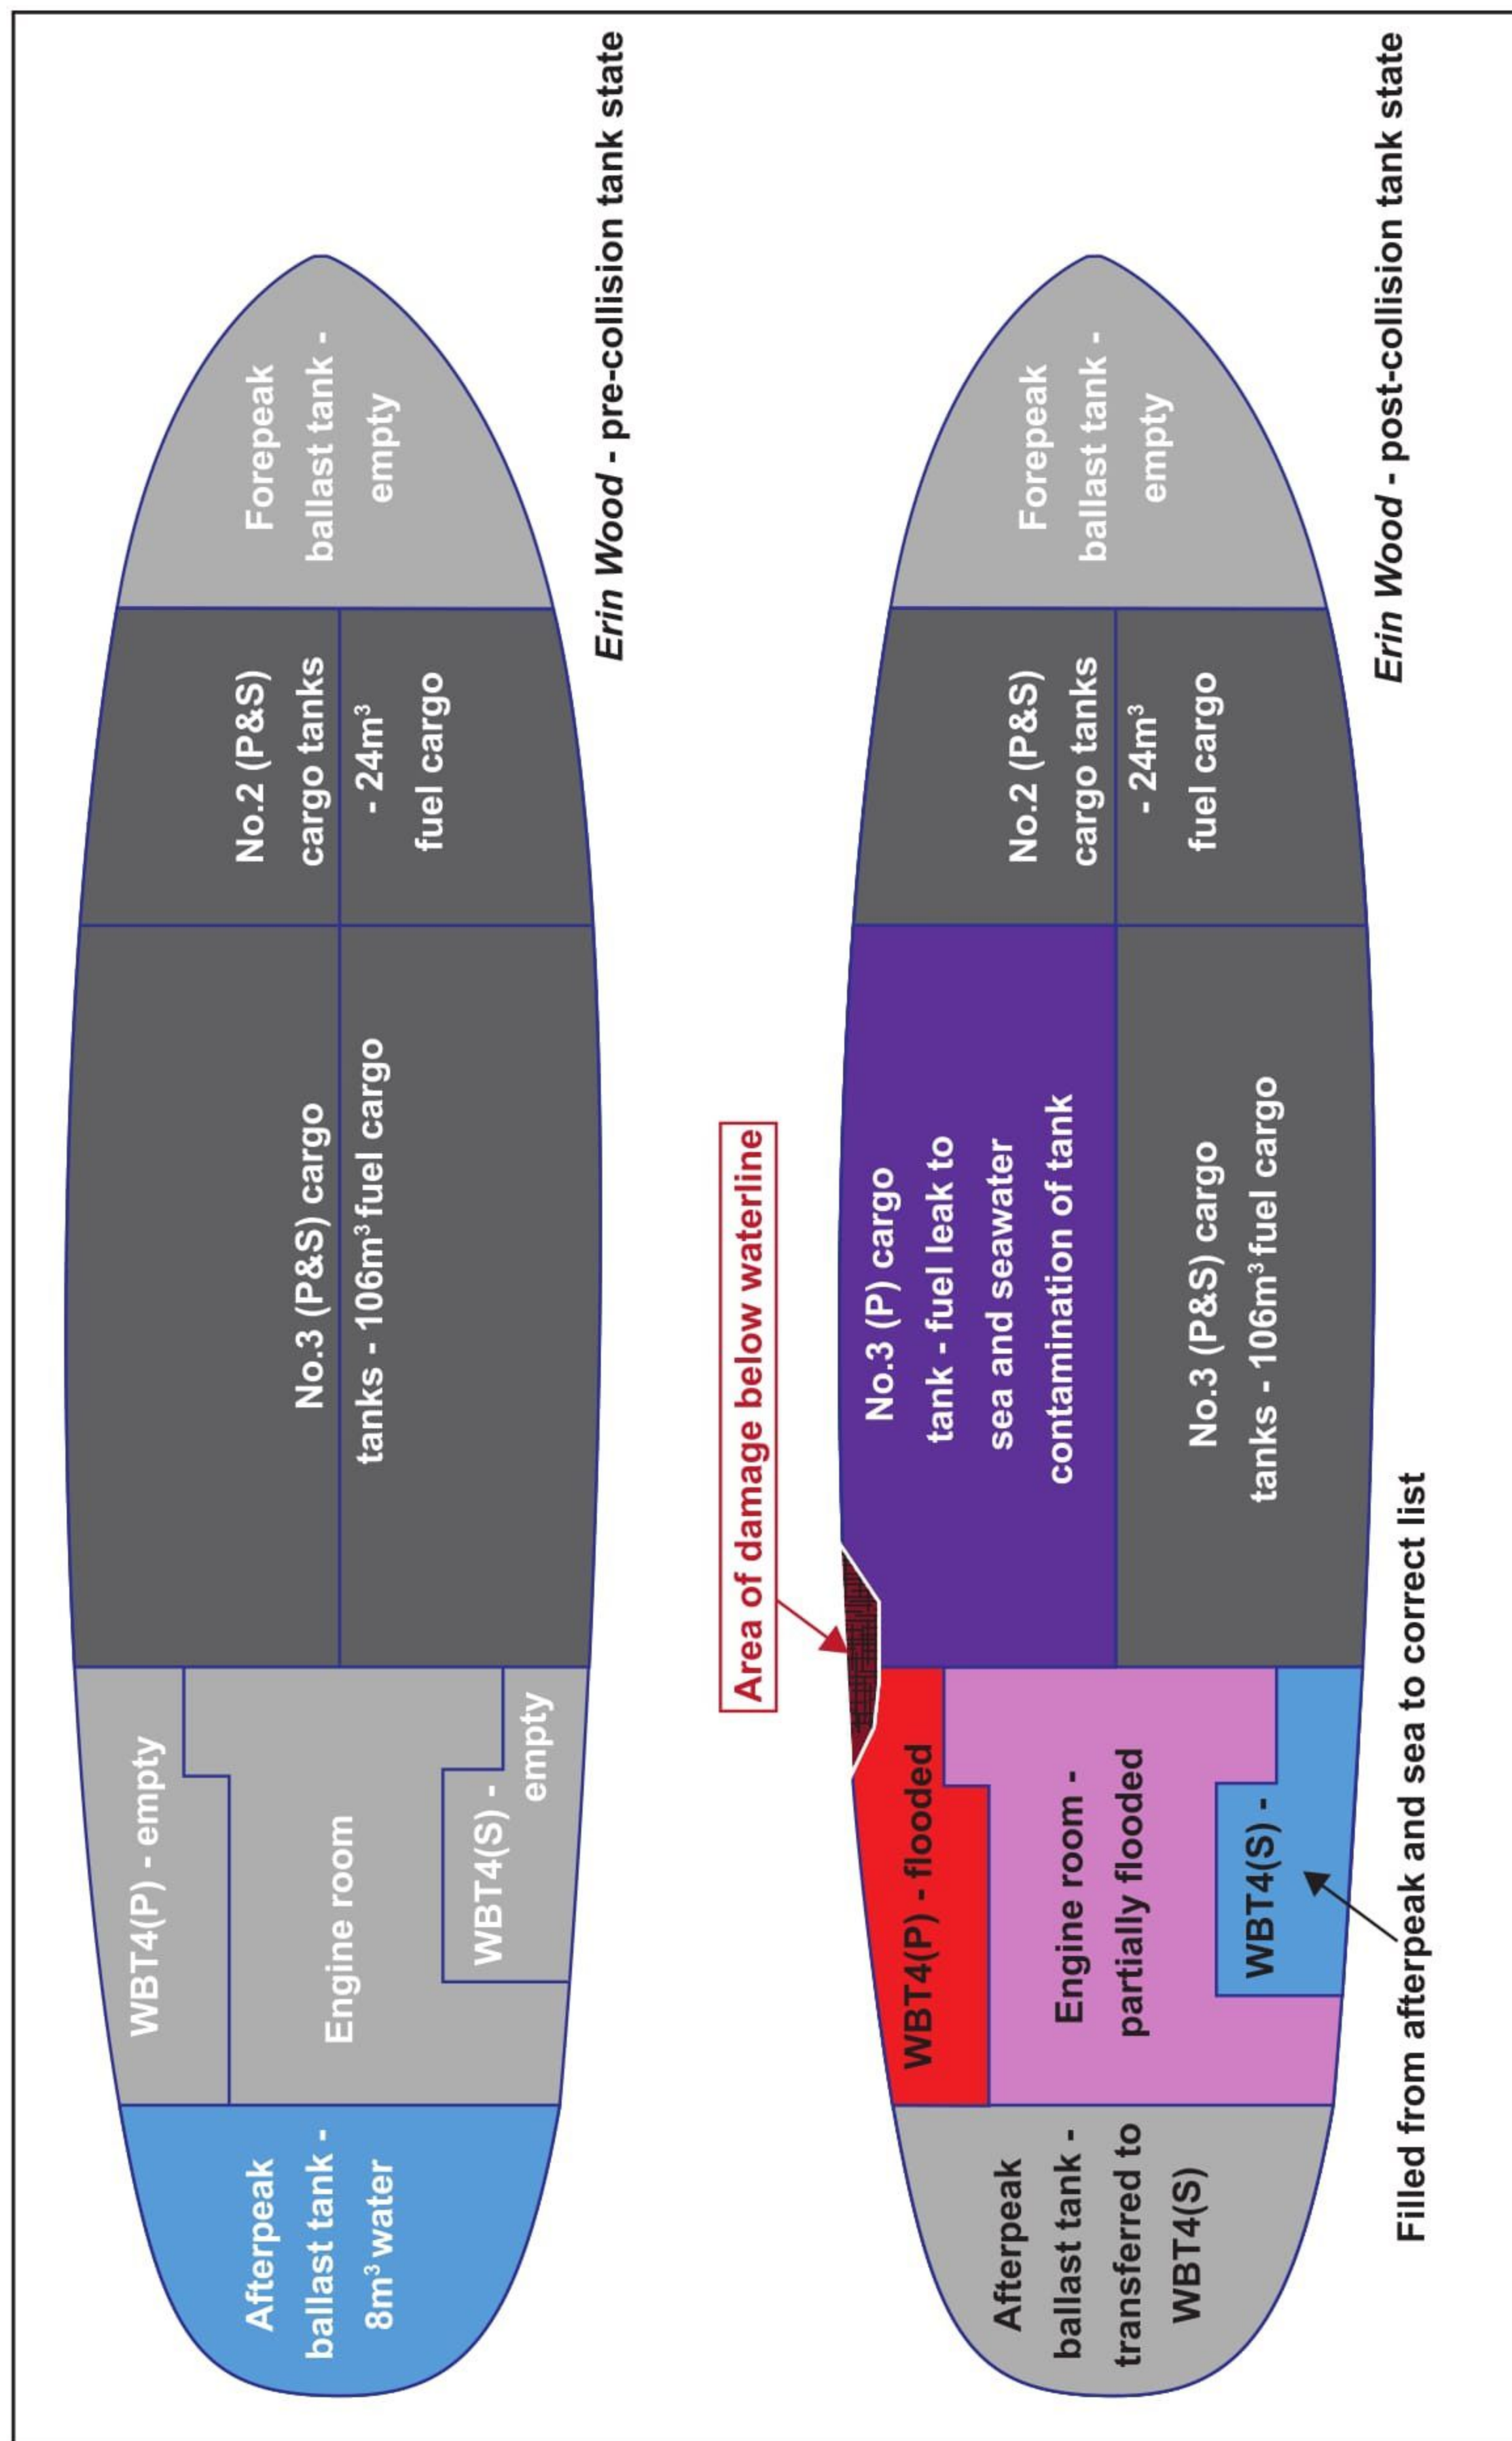 Afterpeak
ballast tank -
8m³ water
WBT4(P) - empty
Engine room
WBT4(S) -
empty
No.3 (P&S) cargo
tanks - 106m³ fuel cargo
No.2 (P&S)
cargo tanks
- 24m³
fuel cargo
Forepeak
ballast tank -
empty
Erin Wood - pre-collision tank state
Area of damage below waterline
Afterpeak
ballast tank -
transferred to
WBT4(S)
WBT4(P) - flooded
Engine room -
partially flooded
WBT4(S) -
No.3 (P) cargo
tank - fuel leak to
sea and seawater
contamination of tank
No.3 (P&S) cargo
tanks - 106m³ fuel cargo
No.2 (P&S)
cargo tanks
- 24m³
fuel cargo
Forepeak
ballast tank -
empty
Filled from afterpeak and sea to correct list
Erin Wood - post-collision tank state